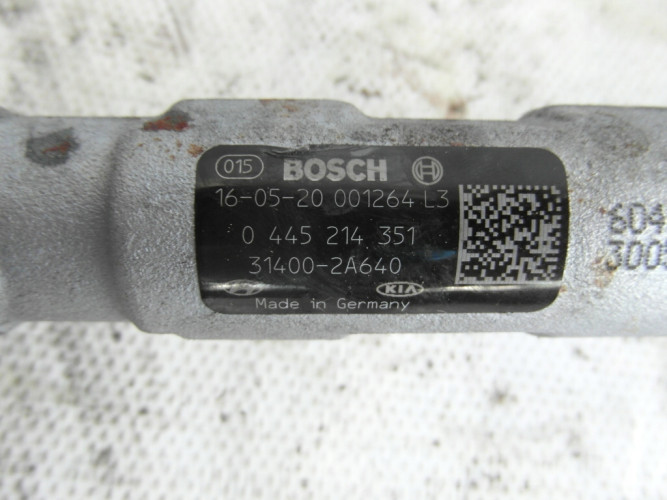 015 BOSCH
16-05-20 001264 L3
0 445 214 351
31400-2A640
KIA
Made in Germany